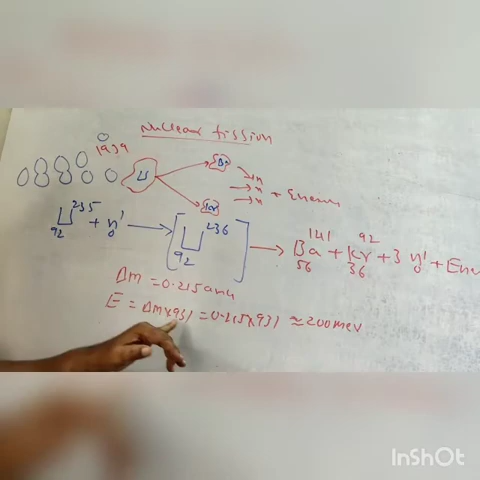 Nuclear fission
1939
U
Ba
n
Kr
n
n
+ Energy
92 U 235 + 0 n 1 → [ 92 U 236 ] → 56 Ba 141 + 36 Kr 92 + 3 0 n 1 + Ene
Δm = 0.215 amu
E = Δm x 931 = 0.215 x 931 ≈ 200 mev
InShOt